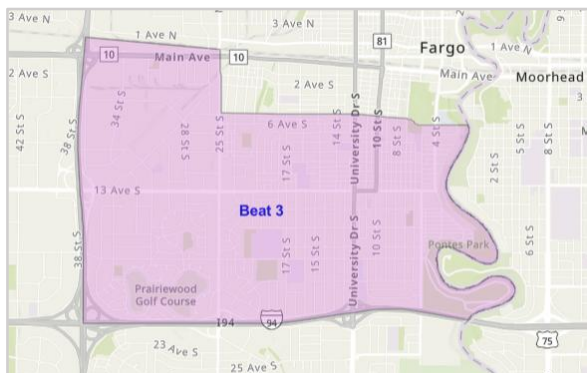 3 Ave N
3 Ave N
1 Ave N
81
Fargo
1 Ave N
10
Main Ave
10
2 Ave S
2 Ave S
Main Ave
Moorhead
3
42 St S
38 St S
34 St S
28 St S
25 St S
6 Ave S
17 St S
14 St S
University Dr S
10 St S
8 St S
4 St S
2 St S
5 St S
8 St S
13 Ave S
Beat 3
38 St S
17 St S
15 St S
University Dr S
10 St S
Pontes Park
6 St S
Prairiewood
Golf Course
I94
94
75
23 Ave S
25 Ave S